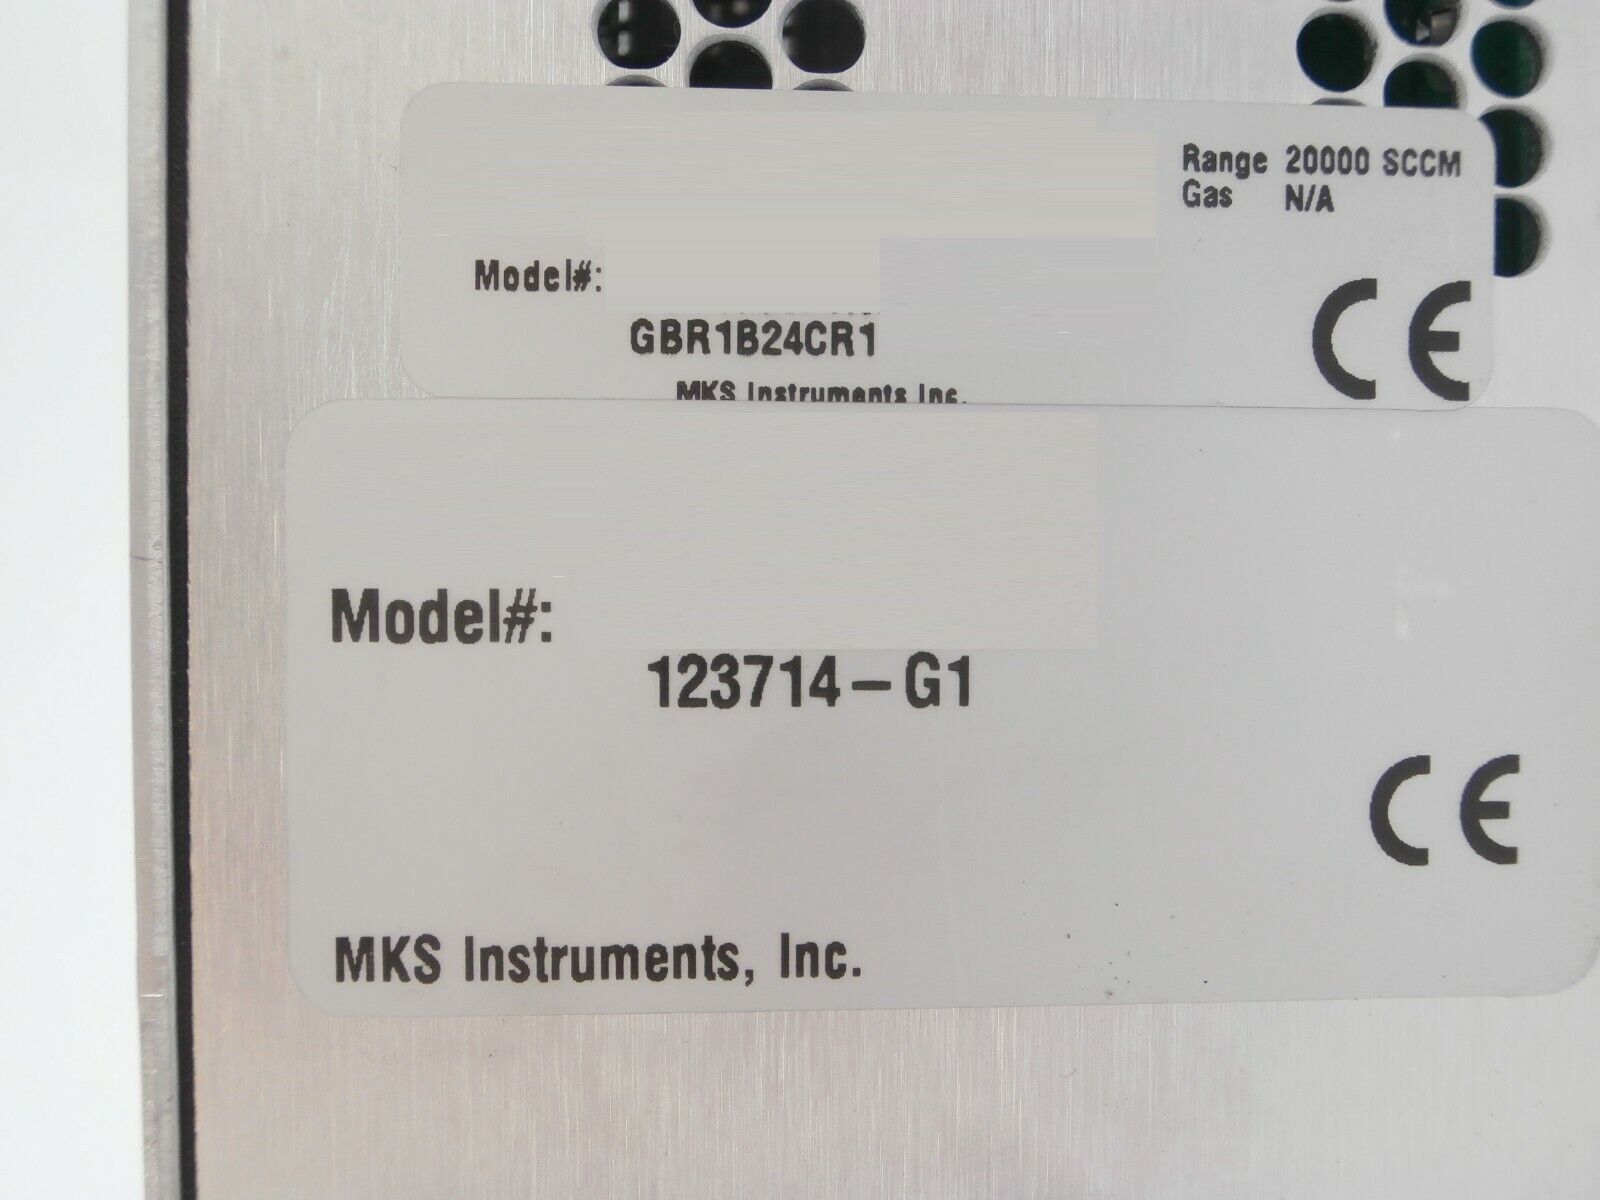 Range 20000 SCCM
Gas N/A
Model#:
GBR1B24CR1
CE
MKS Instruments Inc.
Model#:
123714-G1
CE
MKS Instruments, Inc.